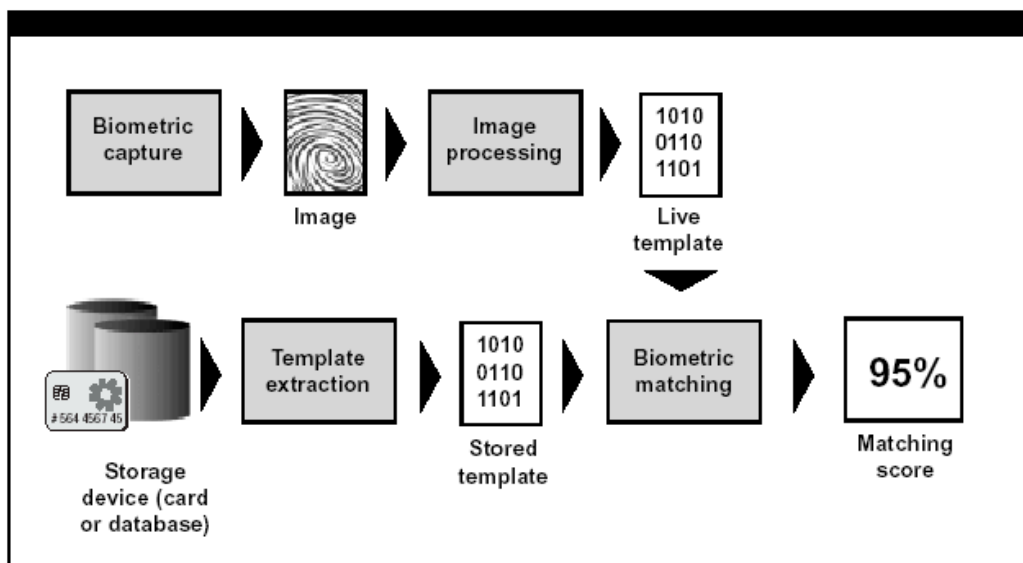 Biometric
capture
Image
Image
processing
1010
0110
1101
Live
template
# 564 4567 45
Storage
device (card
or database)
Template
extraction
1010
0110
1101
Stored
template
Biometric
matching
95%
Matching
score